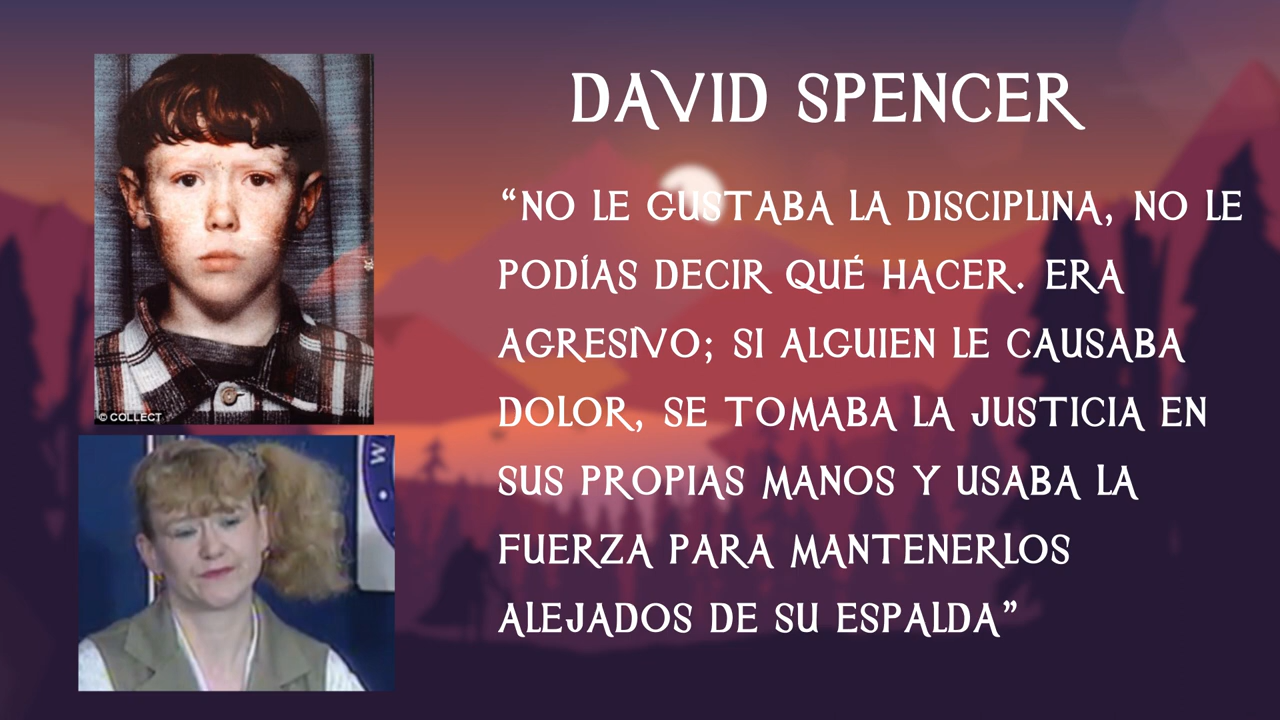 DAVID SPENCER
“NO LE GUSTABA LA DISCIPLINA, NO LE
PODÍAS DECIR QUÉ HACER. ERA
AGRESIVO; SI ALGUIEN LE CAUSABA
DOLOR, SE TOMABA LA JUSTICIA EN
SUS PROPIAS MANOS Y USABA LA
FUERZA PARA MANTENERLOS
ALEJADOS DE SU ESPALDA”
© COLLECT
W